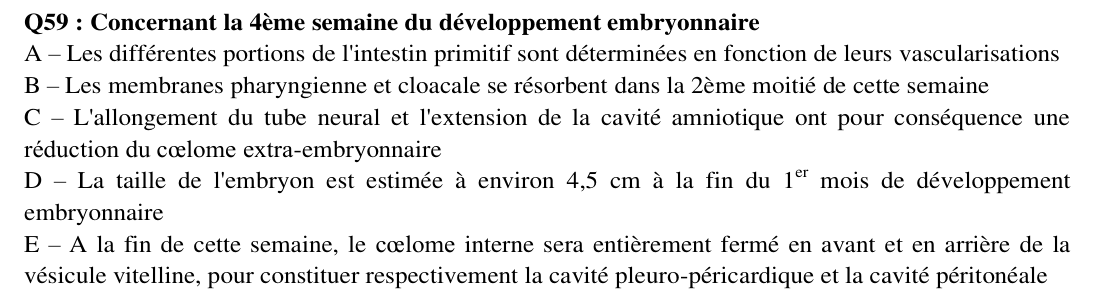 Q59 : Concernant la 4ème semaine du développement embryonnaire
A – Les différentes portions de l'intestin primitif sont déterminées en fonction de leurs vascularisations
B – Les membranes pharyngienne et cloacale se résorbent dans la 2ème moitié de cette semaine
C – L'allongement du tube neural et l'extension de la cavité amniotique ont pour conséquence une
réduction du cœlome extra-embryonnaire
D – La taille de l'embryon est estimée à environ 4,5 cm à la fin du 1er mois de développement
embryonnaire
E – A la fin de cette semaine, le cœlome interne sera entièrement fermé en avant et en arrière de la
vésicule vitelline, pour constituer respectivement la cavité pleuro-péricardique et la cavité péritonéale